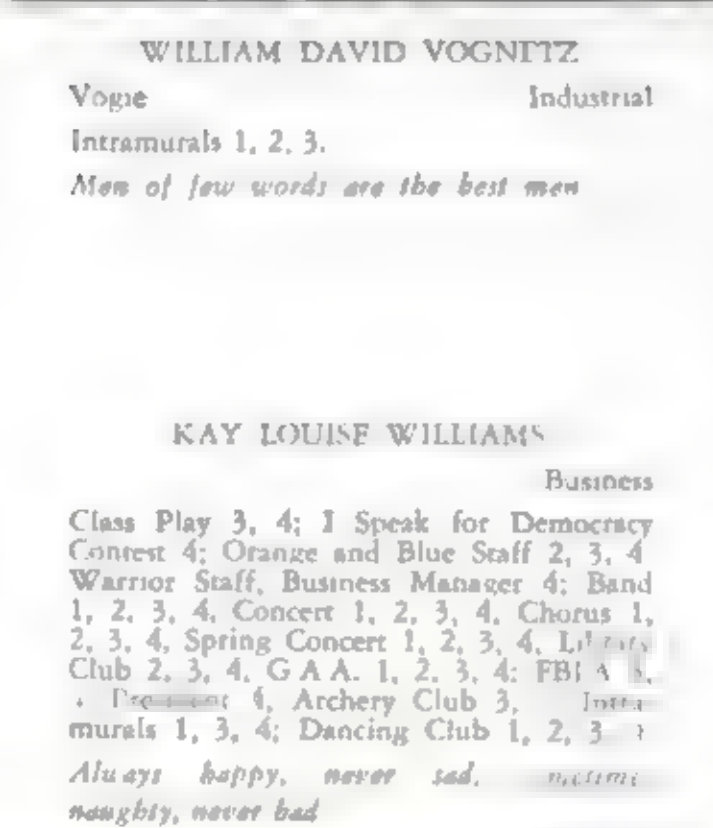 WILLIAM DAVID VOGNITZ
Vogie Industrial
Intramurals 1, 2, 3.
Men of few words are the best men
KAY LOUISE WILLIAMS
Business
Class Play 3, 4; I Speak for Democracy
Contest 4; Orange and Blue Staff 2, 3, 4
Warrior Staff, Business Manager 4; Band
1, 2, 3, 4, Concert 1, 2, 3, 4, Chorus 1,
2, 3, 4, Spring Concert 1, 2, 3, 4, Library
Club 2, 3, 4, G A A. 1, 2, 3, 4; FBLA 3,
President 4, Archery Club 3, Intra
murals 1, 3, 4; Dancing Club 1, 2, 3
Always happy, never sad,
naughty, never bad